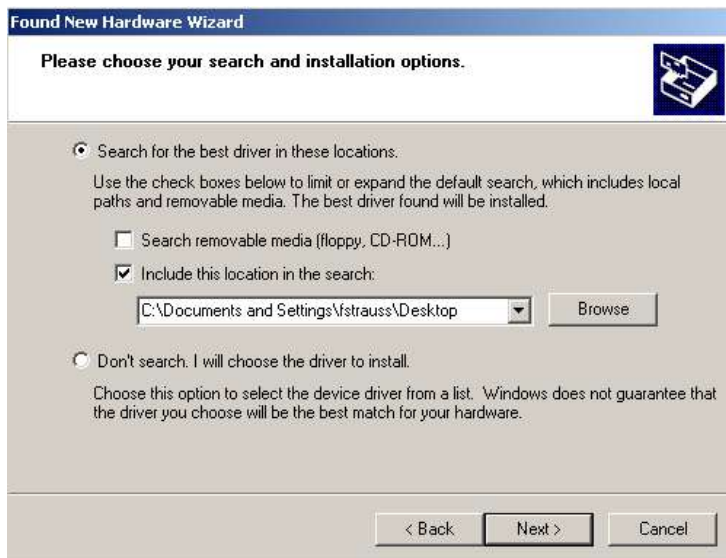 Found New Hardware Wizard
Please choose your search and installation options.
Search for the best driver in these locations.
Use the check boxes below to limit or expand the default search, which includes local
paths and removable media. The best driver found will be installed.
Search removable media (floppy, CD-ROM...)
Include this location in the search:
C:\Documents and Settings\fstrauss\Desktop
Browse
Don't search. I will choose the driver to install.
Choose this option to select the device driver from a list. Windows does not guarantee that
the driver you choose will be the best match for your hardware.
< Back Next > Cancel